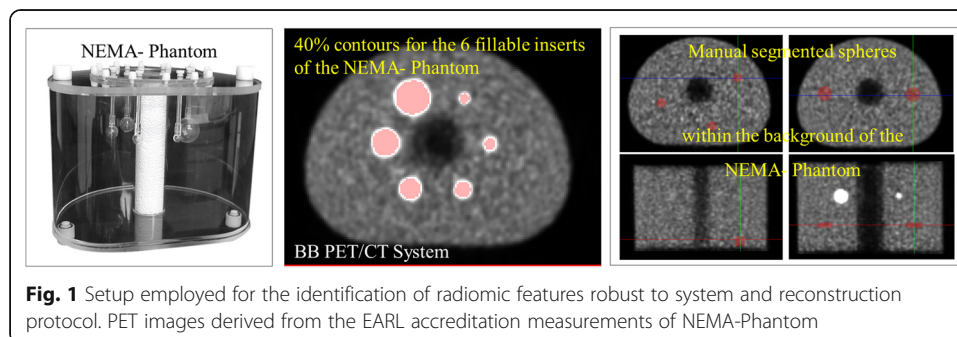 NEMA- Phantom
40% contours for the 6 fillable inserts
of the NEMA- Phantom
BB PET/CT System
Manual segmented spheres
within the background of the
NEMA- Phantom
Fig. 1 Setup employed for the identification of radiomic features robust to system and reconstruction
protocol. PET images derived from the EARL accreditation measurements of NEMA-Phantom